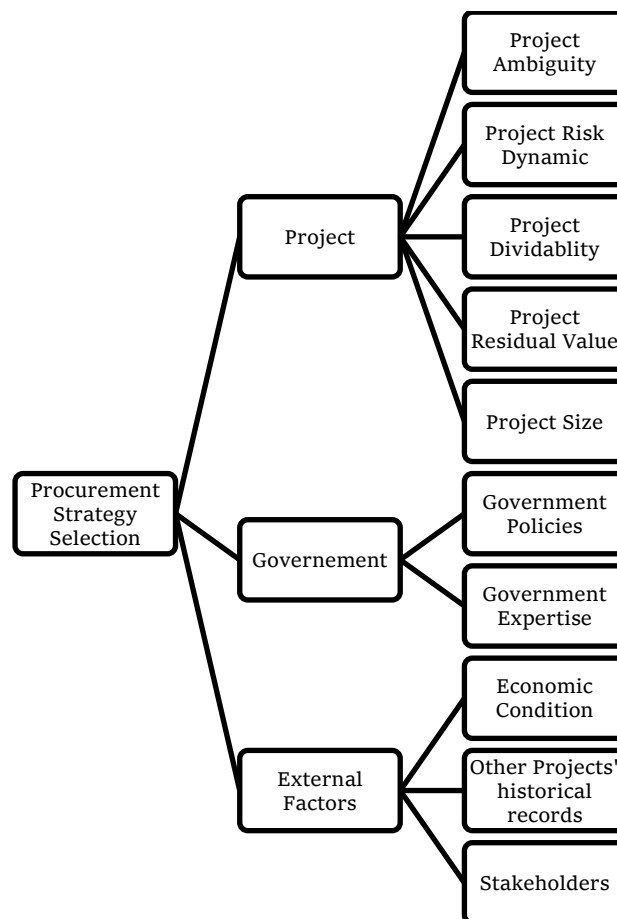 Project
Ambiguity
Project Risk
Dynamic
Project
Project
Dividablity
Project
Residual Value
Project Size
Procurement
Strategy
Selection
Governement
Government
Policies
Government
Expertise
External
Factors
Economic
Condition
Other Projects'
historical
records
Stakeholders